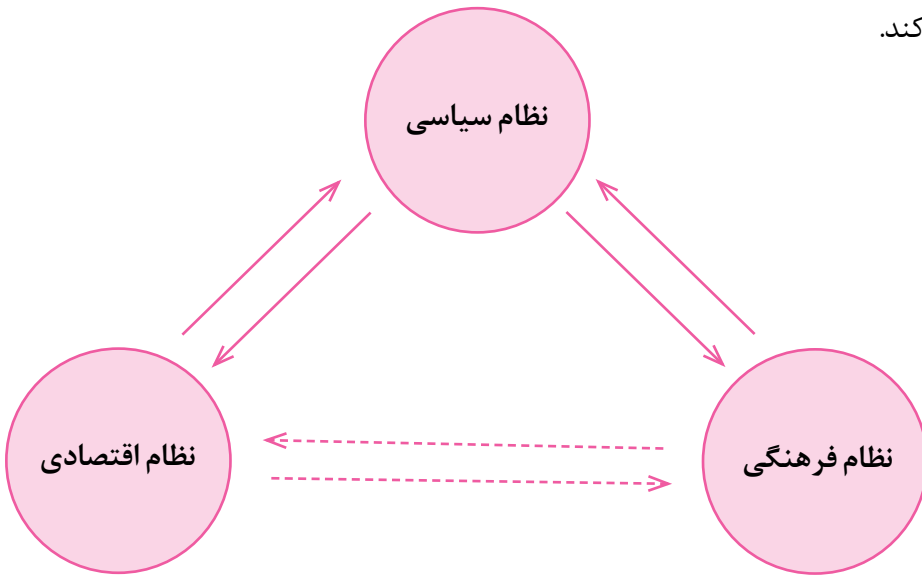 کند.
نظام سیاسی
نظام فرهنگی
نظام اقتصادی